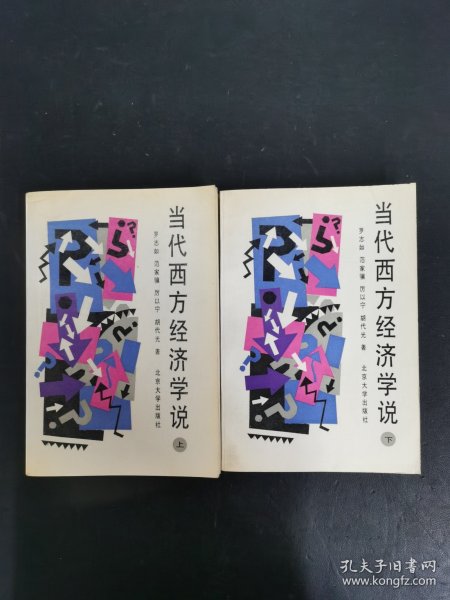 当代西方经济学说
上
罗志如 范家骧 厉以宁 胡代光 著
北京大学出版社
当代西方经济学说
下
罗志如 范家骧 厉以宁 胡代光 著
北京大学出版社
孔夫子旧书网
www.kongfz.com